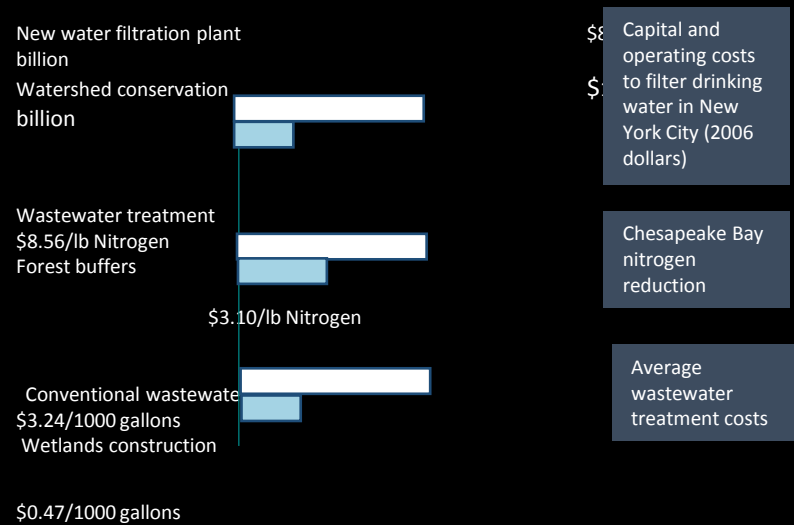 New water filtration plant
$8
billion
Watershed conservation
billion
Capital and
operating costs
to filter drinking
water in New
York City (2006
dollars)
Wastewater treatment
$8.56/lb Nitrogen
Forest buffers
$3.10/lb Nitrogen
Chesapeake Bay
nitrogen
reduction
Conventional wastewate
$3.24/1000 gallons
Wetlands construction
$0.47/1000 gallons
Average
wastewater
treatment costs